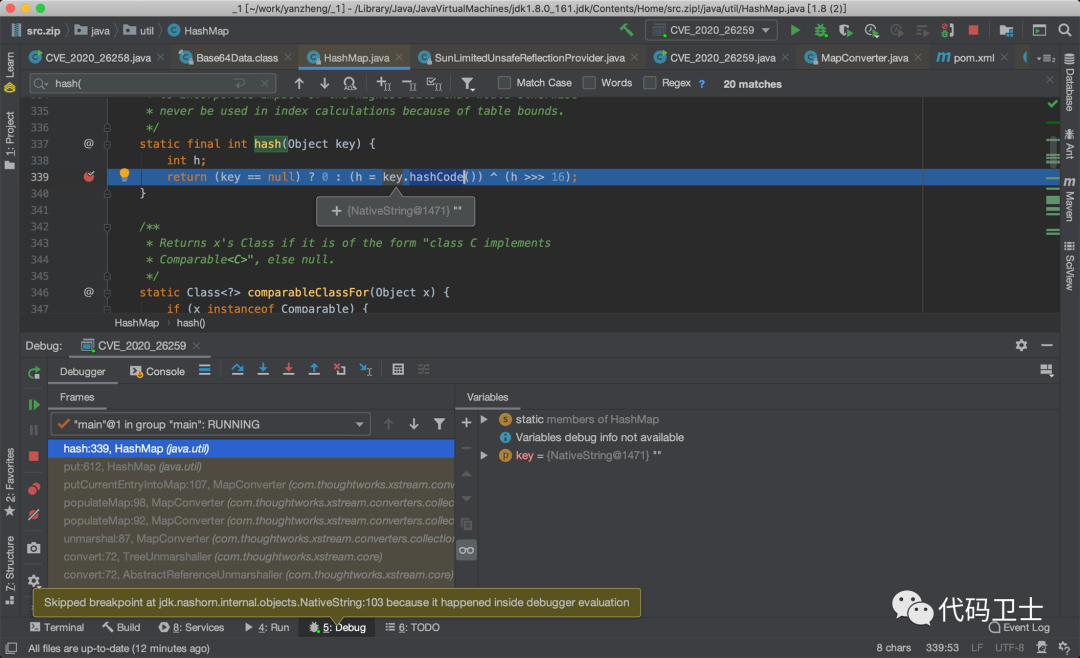 _1 [~/work/yanzheng/_1] - /Library/Java/JavaVirtualMachines/jdk1.8.0_161.jdk/Contents/Home/src.zip!/java/util/HashMap.java [1.8 (2)]
src.zip › java › util › HashMap
CVE_2020_26259
CVE_2020_26258.java Base64Data.class HashMap.java SunLimitedUnsafeReflectionProvider.java CVE_2020_26259.java MapConverter.java pom.xml
hash( Match Case Words Regex ? 20 matches
335 * never be used in index calculations because of table bounds.
336 */
337 @ static final int hash(Object key) {
338 int h;
339 return (key == null) ? 0 : (h = key.hashCode()) ^ (h >>> 16);
340 }
+ {NativeString@1471} ""
341
342 /**
343 * Returns x's Class if it is of the form "class C implements
344 * Comparable<C>", else null.
345 */
346 @ static Class<?> comparableClassFor(Object x) {
347 if (x instanceof Comparable) {
HashMap › hash()
Debug: CVE_2020_26259
Debugger Console
Frames
Variables
"main"@1 in group "main": RUNNING
hash:339, HashMap (java.util)
put:612, HashMap (java.util)
putCurrentEntryIntoMap:107, MapConverter (com.thoughtworks.xstream.conv
populateMap:98, MapConverter (com.thoughtworks.xstream.converters.collec
populateMap:92, MapConverter (com.thoughtworks.xstream.converters.collec
unmarshal:87, MapConverter (com.thoughtworks.xstream.converters.collection
convert:72, TreeUnmarshaller (com.thoughtworks.xstream.core)
convert:72, AbstractReferenceUnmarshaller (com.thoughtworks.xstream.core)
static members of HashMap
Variables debug info not available
key = {NativeString@1471} ""
Skipped breakpoint at jdk.nashorn.internal.objects.NativeString:103 because it happened inside debugger evaluation
Terminal Build 8: Services 4: Run 5: Debug 6: TODO Event Log
All files are up-to-date (12 minutes ago) 8 chars 339:53 LF UTF-8
Learn
1: Project
2: Favorites
7: Structure
Database
Ant
Maven
SciView
代码卫士